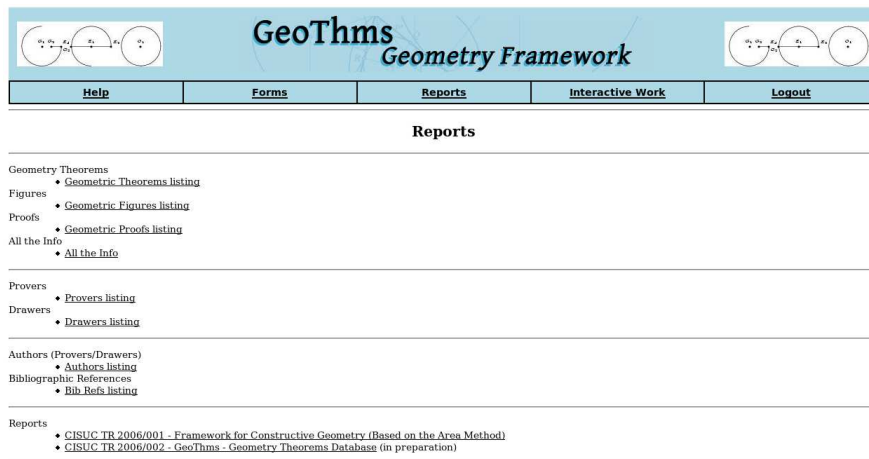 GeoThms
Geometry Framework
Help Forms Reports Interactive Work Logout
Reports
Geometry Theorems
Geometric Theorems listing
Figures
Geometric Figures listing
Proofs
Geometric Proofs listing
All the Info
All the Info
Provers
Provers listing
Drawers
Drawers listing
Authors (Provers/Drawers)
Authors listing
Bibliographic References
Bib Refs listing
Reports
CISUC TR 2006/001 - Framework for Constructive Geometry (Based on the Area Method)
CISUC TR 2006/002 - GeoThms - Geometry Theorems Database (in preparation)